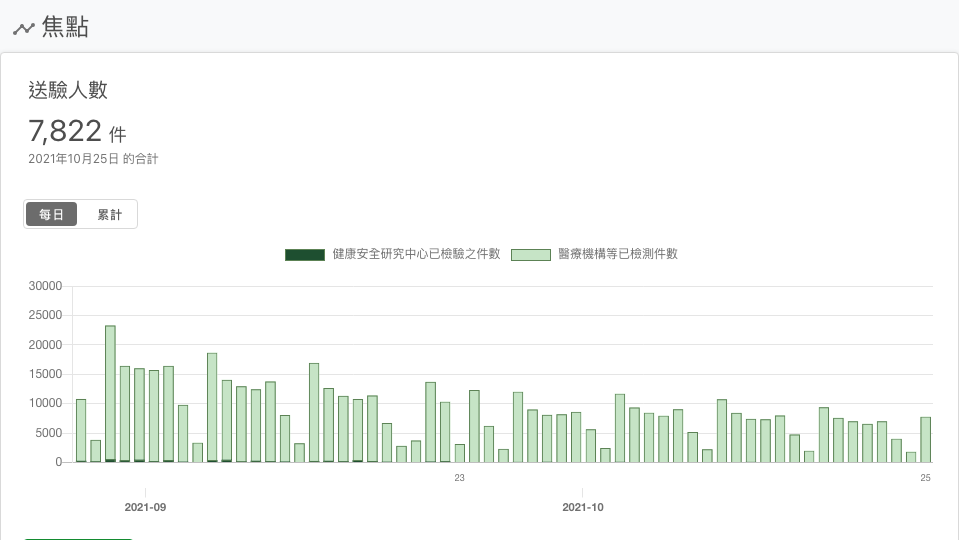 焦點
送驗人數
7,822 件
2021年10月25日 的合計
每日 累計
健康安全研究中心已檢驗之件數 醫療機構等已檢測件數
30000
25000
20000
15000
10000
5000
0
23 25
2021-09 2021-10